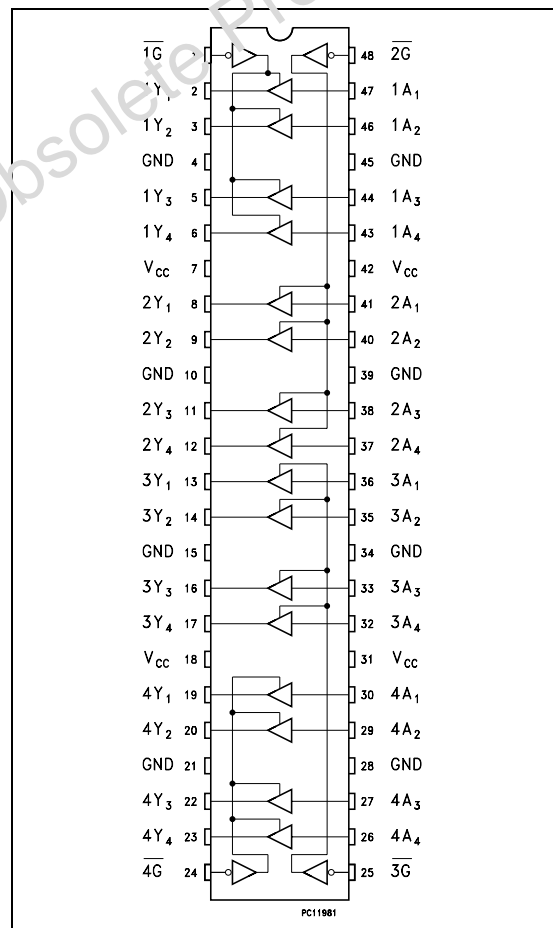 obsolete Pro
1G 1 48 2G
1Y1 2 47 1A1
1Y2 3 46 1A2
GND 4 45 GND
1Y3 5 44 1A3
1Y4 6 43 1A4
VCC 7 42 VCC
2Y1 8 41 2A1
2Y2 9 40 2A2
GND 10 39 GND
2Y3 11 38 2A3
2Y4 12 37 2A4
3Y1 13 36 3A1
3Y2 14 35 3A2
GND 15 34 GND
3Y3 16 33 3A3
3Y4 17 32 3A4
VCC 18 31 VCC
4Y1 19 30 4A1
4Y2 20 29 4A2
GND 21 28 GND
4Y3 22 27 4A3
4Y4 23 26 4A4
4G 24 25 3G
PC11981